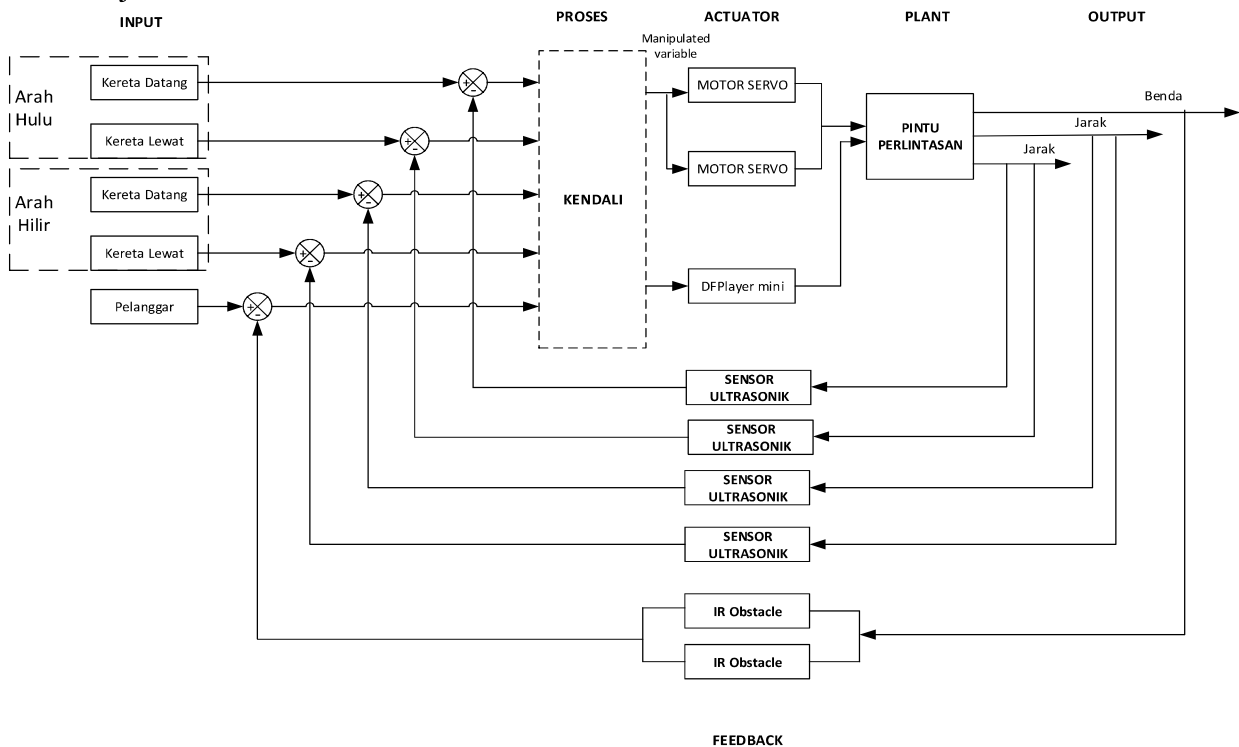 INPUT
PROSES
ACTUATOR
PLANT
OUTPUT
Manipulated
variable
Arah
Hulu
Kereta Datang
Kereta Lewat
Arah
Hilir
Kereta Datang
Kereta Lewat
Pelanggar
+
-
+
-
+
-
+
-
+
-
KENDALI
MOTOR SERVO
MOTOR SERVO
DFPlayer mini
PINTU
PERLINTASAN
Benda
Jarak
Jarak
SENSOR
ULTRASONIK
SENSOR
ULTRASONIK
SENSOR
ULTRASONIK
SENSOR
ULTRASONIK
IR Obstacle
IR Obstacle
FEEDBACK